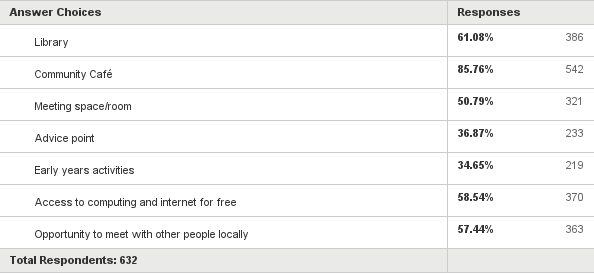 Answer Choices Responses
Library 61.08% 386
Community Café 85.76% 542
Meeting space/room 50.79% 321
Advice point 36.87% 233
Early years activities 34.65% 219
Access to computing and internet for free 58.54% 370
Opportunity to meet with other people locally 57.44% 363
Total Respondents: 632